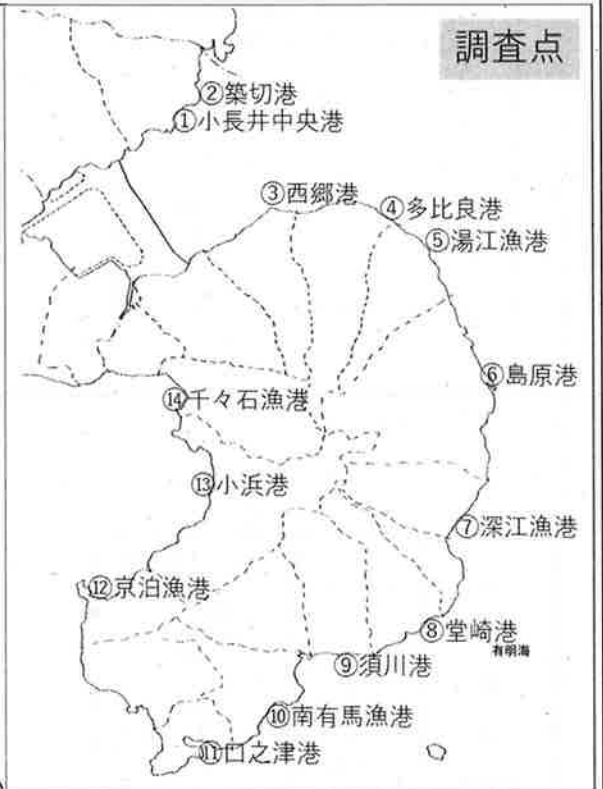 調査点
②築切港
①小長井中央港
③西郷港
④多比良港
⑤湯江漁港
⑥島原港
⑭千々石漁港
⑬小浜港
⑦深江漁港
⑫京泊漁港
⑧堂崎港
有明海
⑨須川港
⑩南有馬漁港
⑪口之津港